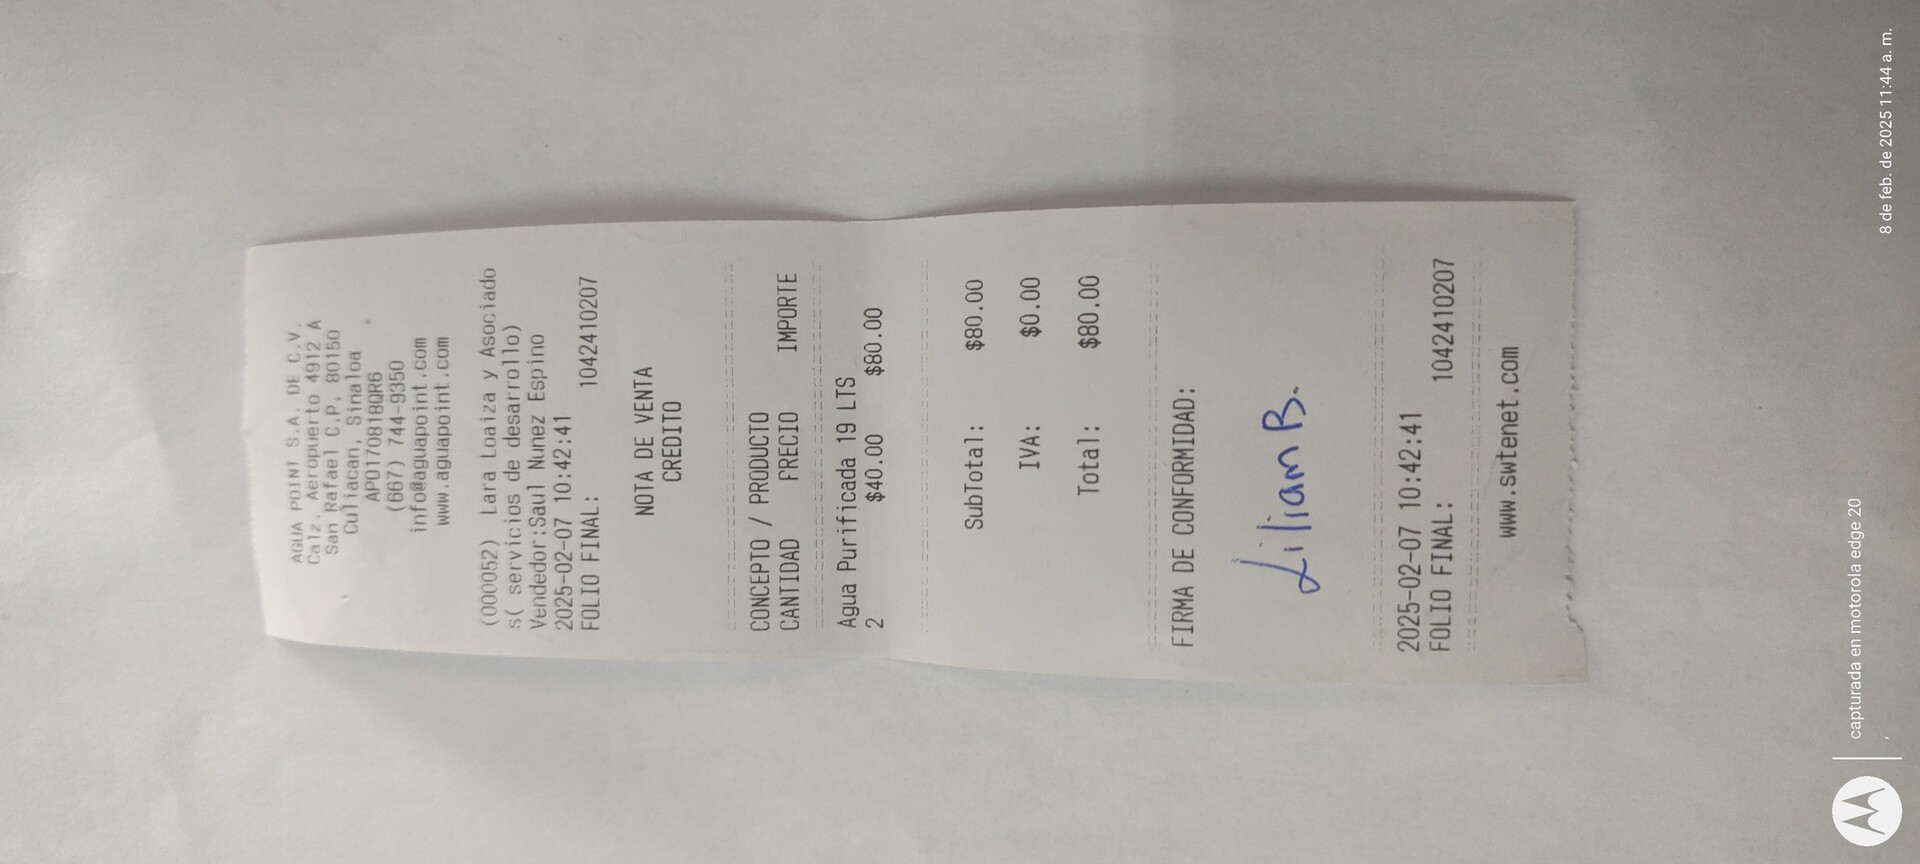 AGUA POINT S.A. DE C.V.
Calz. Aeropuerto 4912 A
San Rafael C.P. 80150
Culiacan, Sinaloa
APO170818QR6
(667) 744-9350
info@aguapoint.com
www.aguapoint.com
(000052) Lara Loaiza y Asociado
s( servicios de desarrollo)
Vendedor:Saul Nunez Espino
2025-02-07 10:42:41
FOLIO FINAL: 1042410207
NOTA DE VENTA
CREDITO
CONCEPTO / PRODUCTO
CANTIDAD PRECIO IMPORTE
Agua Purificada 19 LTS
2 $40.00 $80.00
SubTotal: $80.00
IVA: $0.00
Total: $80.00
FIRMA DE CONFORMIDAD:
Lilian B.
2025-02-07 10:42:41
FOLIO FINAL: 1042410207
www.swtenet.com
capturada en motorola edge 20
8 de feb. de 2025 11:44 a. m.